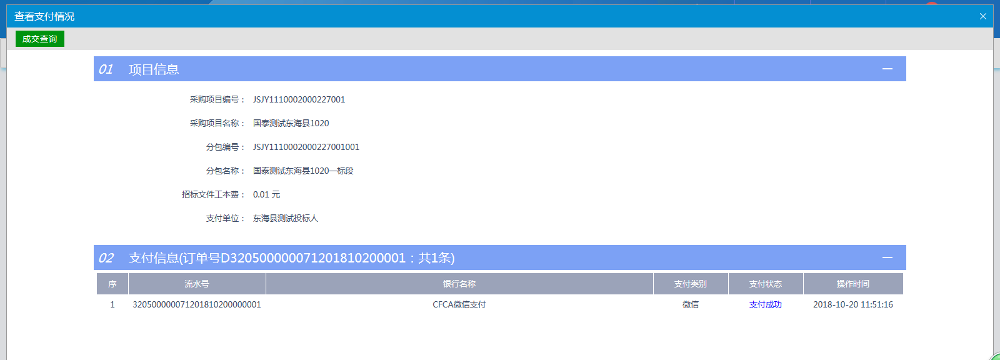 查看支付情况
成交查询
01 项目信息
采购项目编号： JSJY1110002000227001
采购项目名称： 国泰测试东海县1020
分包编号： JSJY1110002000227001001
分包名称： 国泰测试东海县1020一标段
招标文件工本费： 0.01 元
支付单位： 东海县测试投标人
02 支付信息(订单号D320500000071201810200001：共1条)
序 流水号 银行名称 支付类别 支付状态 操作时间
1 320500000071201810200000001 CFCA微信支付 微信 支付成功 2018-10-20 11:51:16